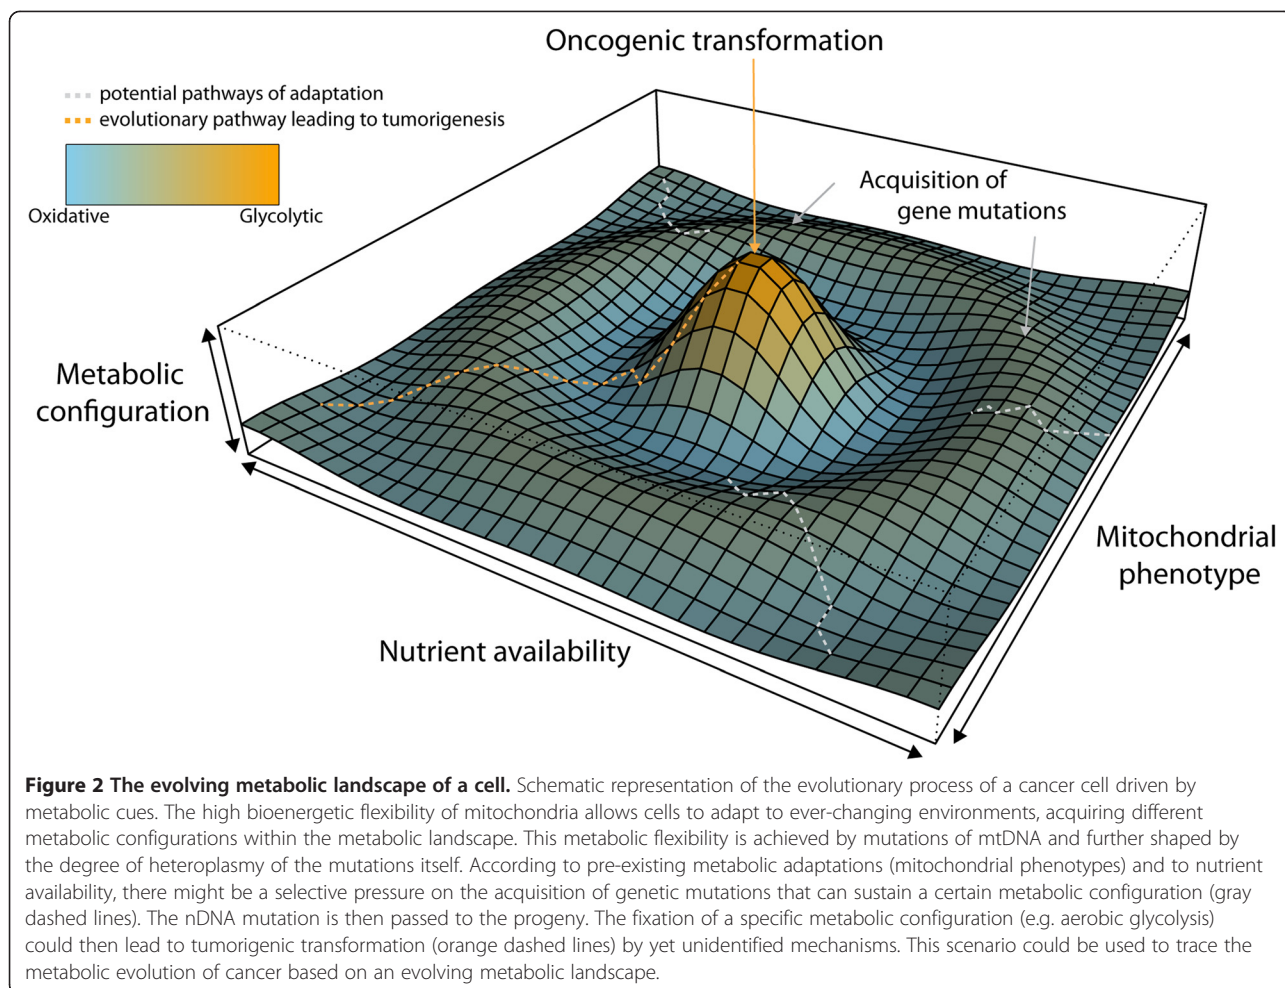 Oncogenic transformation
potential pathways of adaptation
evolutionary pathway leading to tumorigenesis
Oxidative
Glycolytic
Acquisition of
gene mutations
Metabolic
configuration
Mitochondrial
phenotype
Nutrient availability
Figure 2 The evolving metabolic landscape of a cell. Schematic representation of the evolutionary process of a cancer cell driven by
metabolic cues. The high bioenergetic flexibility of mitochondria allows cells to adapt to ever-changing environments, acquiring different
metabolic configurations within the metabolic landscape. This metabolic flexibility is achieved by mutations of mtDNA and further shaped by
the degree of heteroplasmy of the mutations itself. According to pre-existing metabolic adaptations (mitochondrial phenotypes) and to nutrient
availability, there might be a selective pressure on the acquisition of genetic mutations that can sustain a certain metabolic configuration (gray
dashed lines). The nDNA mutation is then passed to the progeny. The fixation of a specific metabolic configuration (e.g. aerobic glycolysis)
could then lead to tumorigenic transformation (orange dashed lines) by yet unidentified mechanisms. This scenario could be used to trace the
metabolic evolution of cancer based on an evolving metabolic landscape.